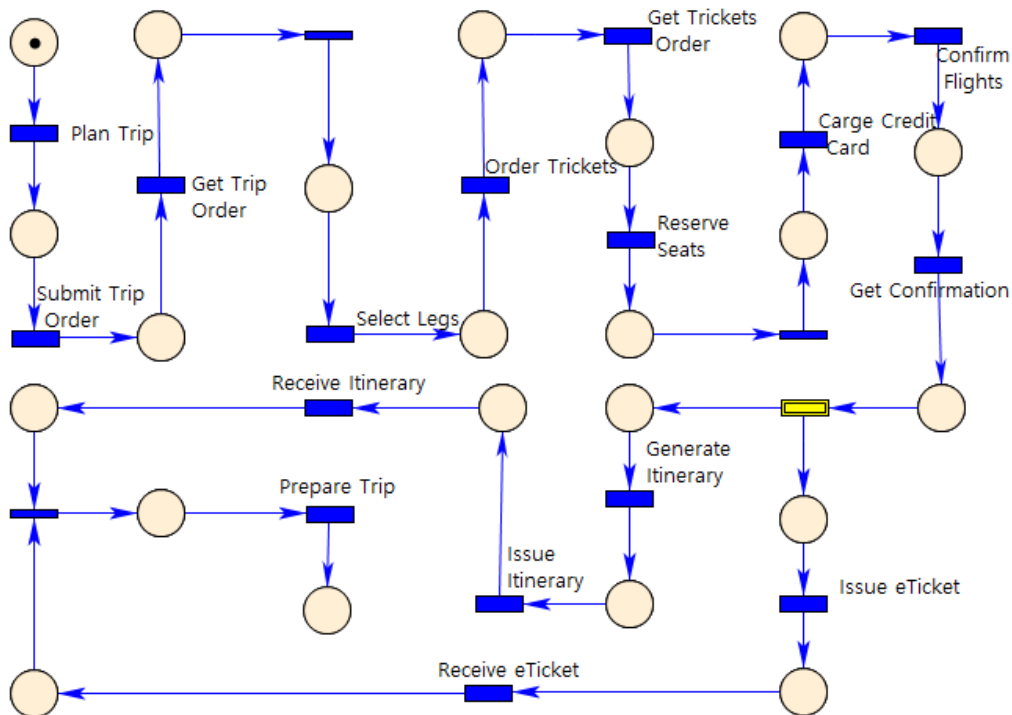 Get Trickets
Order
Confirm
Flights
Plan Trip
Carge Credit
Card
Get Trip
Order
Order Trickets
Reserve
Seats
Submit Trip
Order
Select Legs
Get Confirmation
Receive Itinerary
Generate
Itinerary
Prepare Trip
Issue
Itinerary
Issue eTicket
Receive eTicket